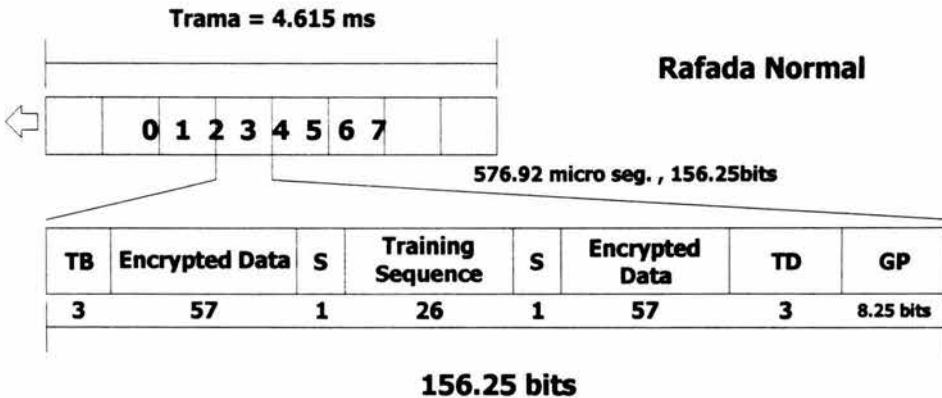 Trama = 4.615 ms
Rafada Normal
0 1 2 3 4 5 6 7
576.92 micro seg. , 156.25bits
TB Encrypted Data S Training Sequence S Encrypted Data TD GP
3 57 1 26 1 57 3 8.25 bits
156.25 bits